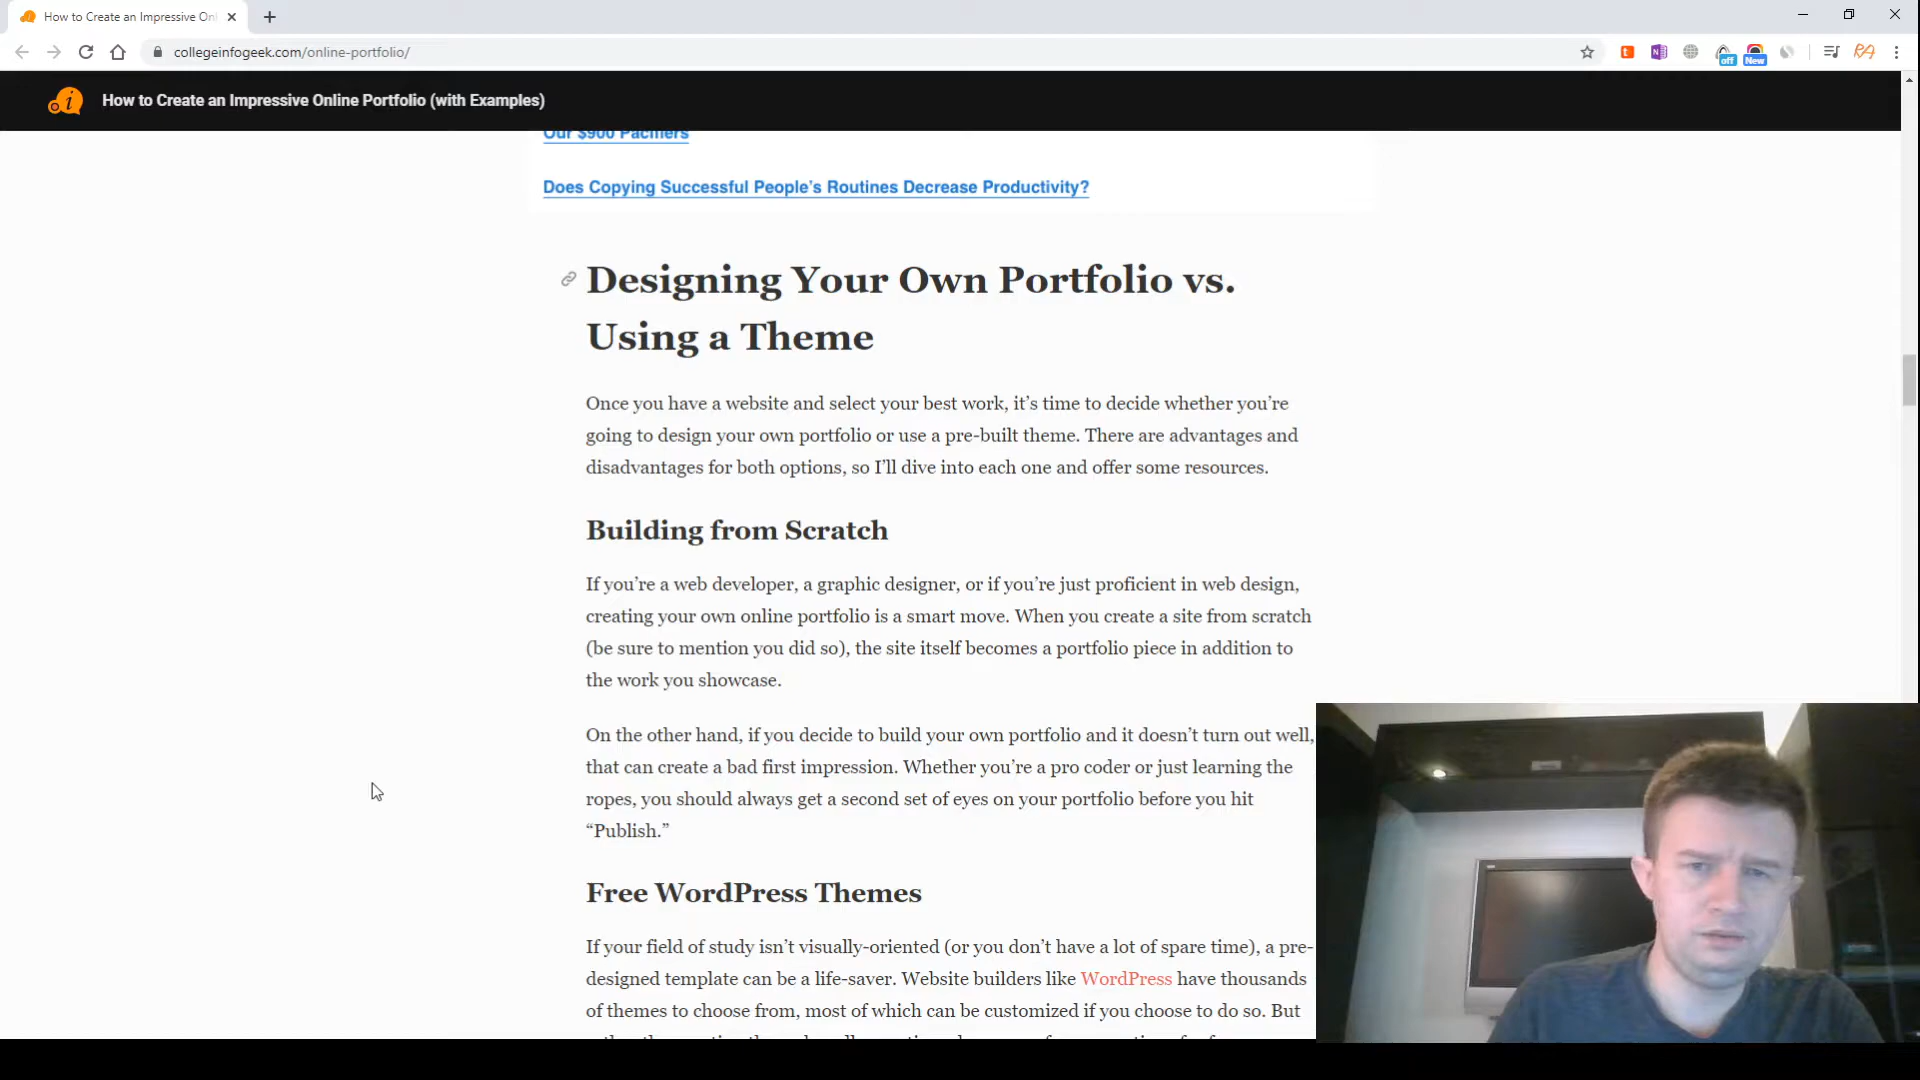 How to Create an Impressive Onl
collegeinfogeek.com/online-portfolio/
off
New
How to Create an Impressive Online Portfolio (with Examples)
Our $900 Pacifiers
Does Copying Successful People’s Routines Decrease Productivity?
Designing Your Own Portfolio vs.
Using a Theme
Once you have a website and select your best work, it’s time to decide whether you’re
going to design your own portfolio or use a pre-built theme. There are advantages and
disadvantages for both options, so I’ll dive into each one and offer some resources.
Building from Scratch
If you’re a web developer, a graphic designer, or if you’re just proficient in web design,
creating your own online portfolio is a smart move. When you create a site from scratch
(be sure to mention you did so), the site itself becomes a portfolio piece in addition to
the work you showcase.
On the other hand, if you decide to build your own portfolio and it doesn’t turn out well,
that can create a bad first impression. Whether you’re a pro coder or just learning the
ropes, you should always get a second set of eyes on your portfolio before you hit
“Publish.”
Free WordPress Themes
If your field of study isn’t visually-oriented (or you don’t have a lot of spare time), a pre-
designed template can be a life-saver. Website builders like WordPress have thousands
of themes to choose from, most of which can be customized if you choose to do so. But